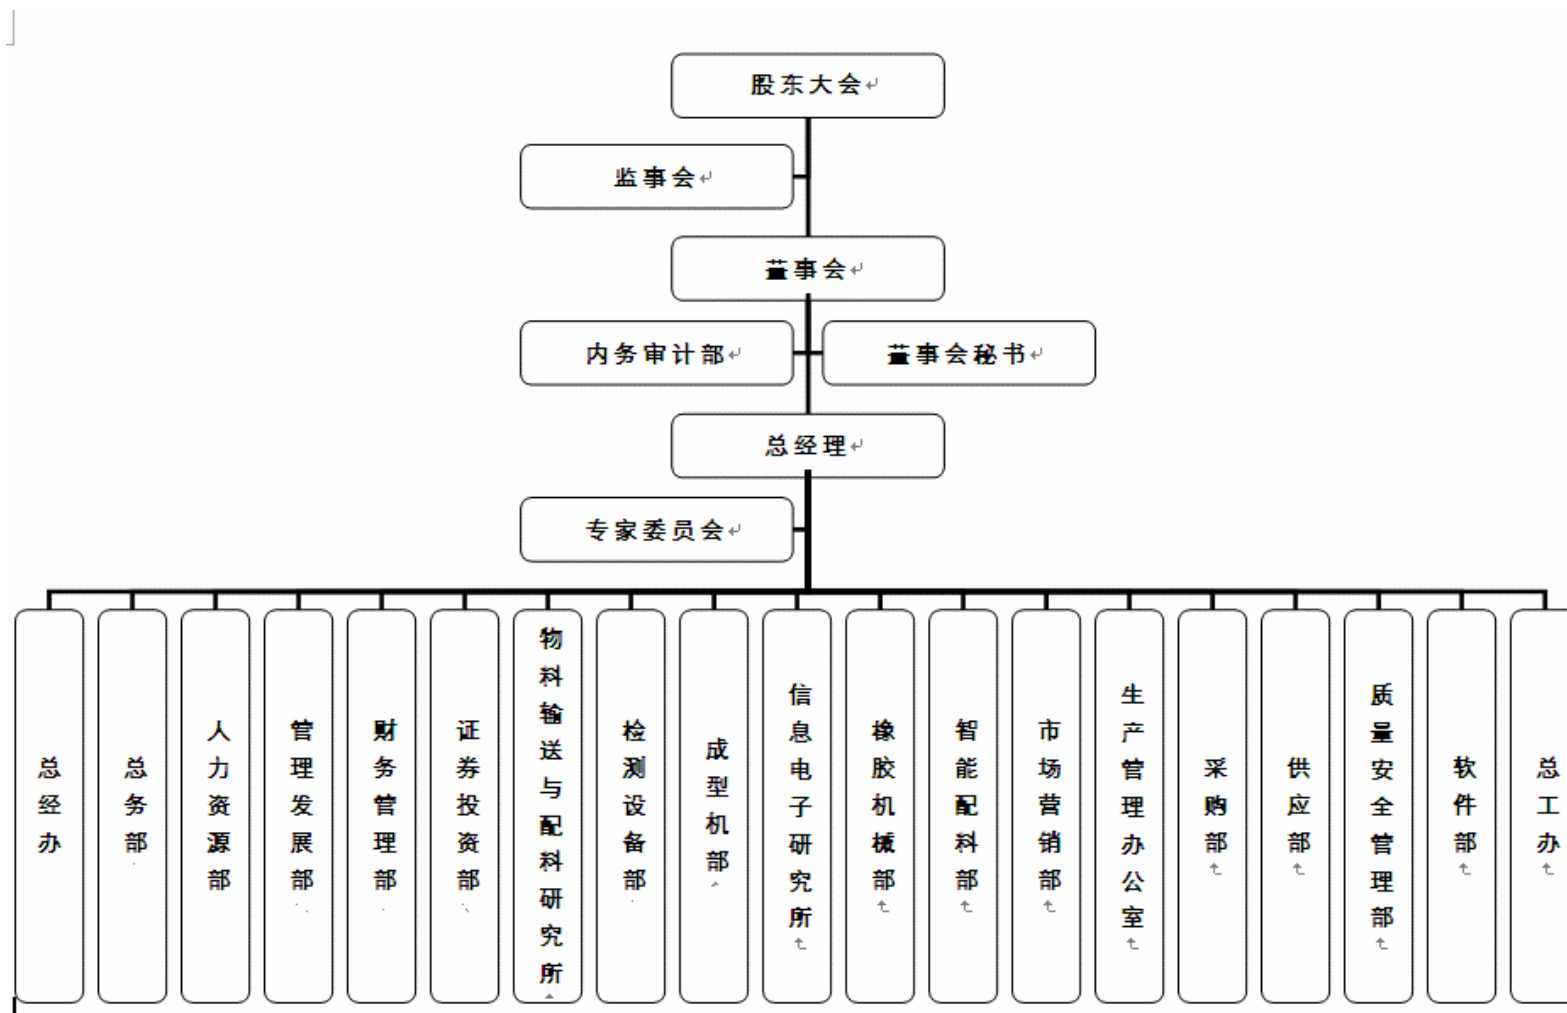 股东大会
监事会
董事会
内务审计部
董事会秘书
总经理
专家委员会
总经办
总务部
人力资源部
管理发展部
财务管理部
证券投资部
物料输送与配料研究所
检测设备部
成型机部
信息电子研究所
橡胶机械部
智能配料部
市场营销部
生产管理办公室
采购部
供应部
质量安全管理部
软件部
总工办